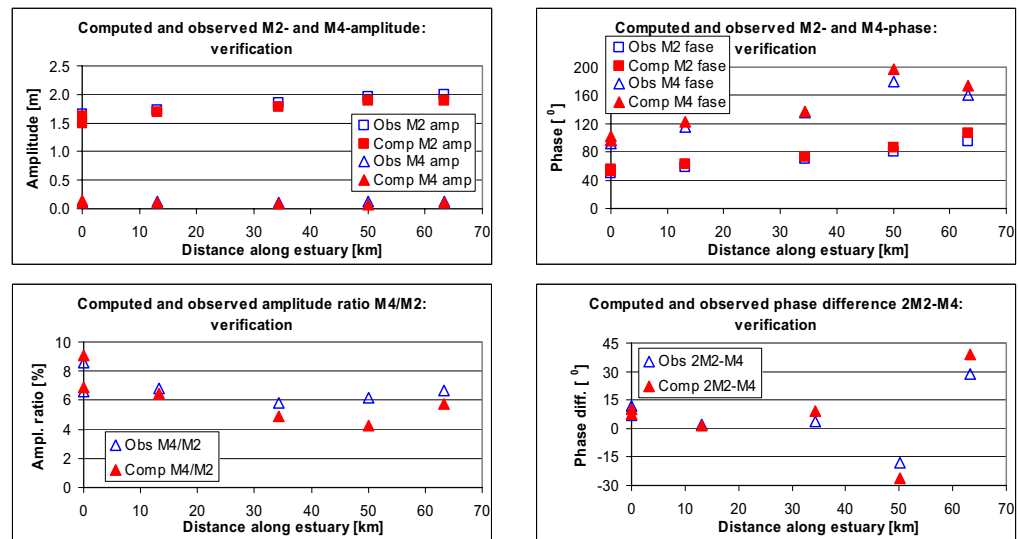 Computed and observed M2- and M4-amplitude:
verification
2.5
2.0
1.5
1.0
0.5
0.0
Amplitude [m]
Obs M2 amp
Comp M2 amp
Obs M4 amp
Comp M4 amp
0 10 20 30 40 50 60 70
Distance along estuary [km]
Computed and observed M2- and M4-phase:
verification
Obs M2 fase
Comp M2 fase
Obs M4 fase
Comp M4 fase
200
160
120
80
40
0
Phase [ ⁰]
0 10 20 30 40 50 60 70
Distance along estuary [km]
Computed and observed amplitude ratio M4/M2:
verification
10
8
6
4
2
0
Ampl. ratio [%]
Obs M4/M2
Comp M4/M2
0 10 20 30 40 50 60 70
Distance along estuary [km]
Computed and observed phase difference 2M2-M4:
verification
45
30
15
0
-15
-30
Phase diff. [ ⁰]
Obs 2M2-M4
Comp 2M2-M4
0 10 20 30 40 50 60 70
Distance along estuary [km]